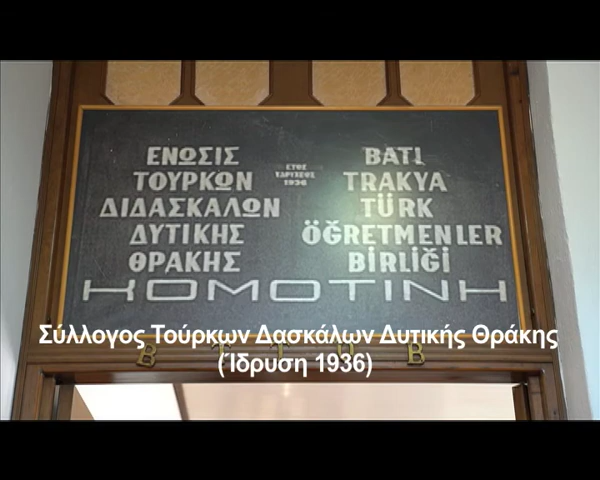 ΕΝΩΣΙΣ
ΤΟΥΡΚΩΝ
ΔΙΔΑΣΚΑΛΩΝ
ΔΥΤΙΚΗΣ
ΘΡΑΚΗΣ
ΕΤΟΣ
ΙΔΡΥΣΕΩΣ
1936
BATI
TRAKYA
TÜRK
ÖĞRETMENLER
BİRLİĞİ
ΚΟΜΟΤΙΝΗ
Σύλλογος Τούρκων Δασκάλων Δυτικής Θράκης
(Ίδρυση 1936)
B T T Ö B